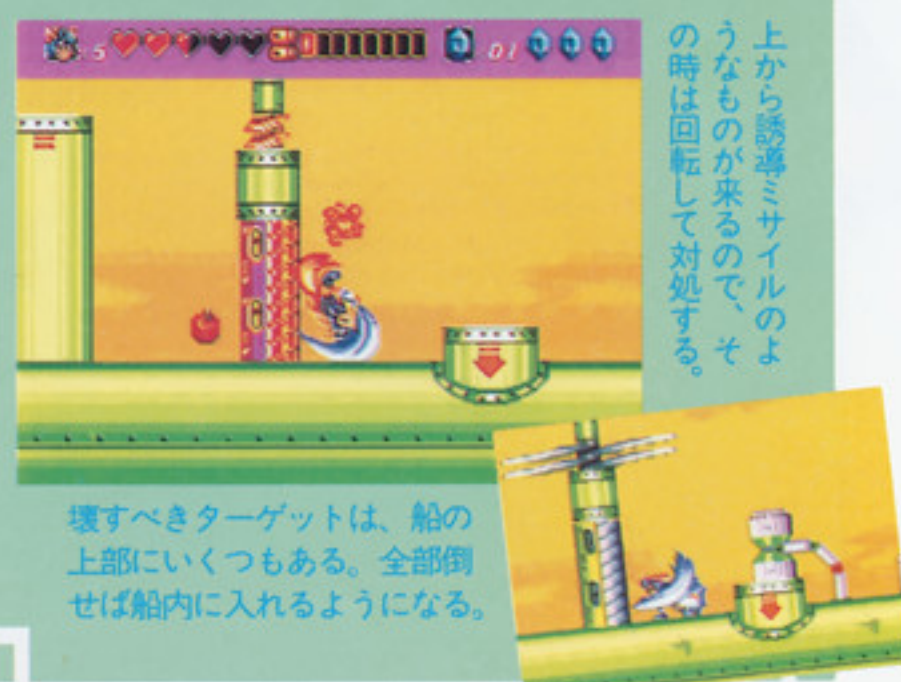 5
01
上から誘導ミサイルのよ
うなものが来るので、そ
の時は回転して対処する。
壊すべきターゲットは、船の
上部にいくつもある。全部倒
せば船内に入れるようになる。